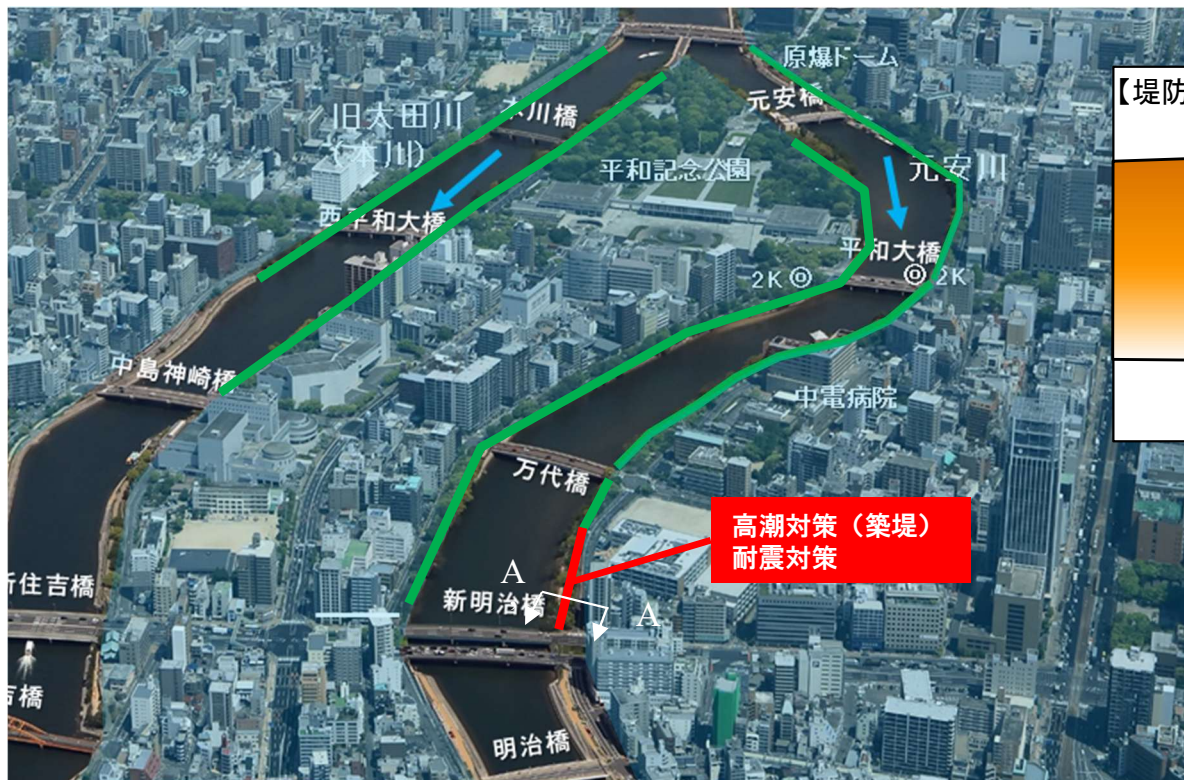 原爆ドーム
元安橋
本川橋
旧太田川
(本川)
平和記念公園
元安川
西平和大橋
平和大橋
2K
2K
中島神崎橋
中電病院
万代橋
高潮対策（築堤）
耐震対策
A
A
新住吉橋
新明治橋
吉橋
明治橋
【堤防